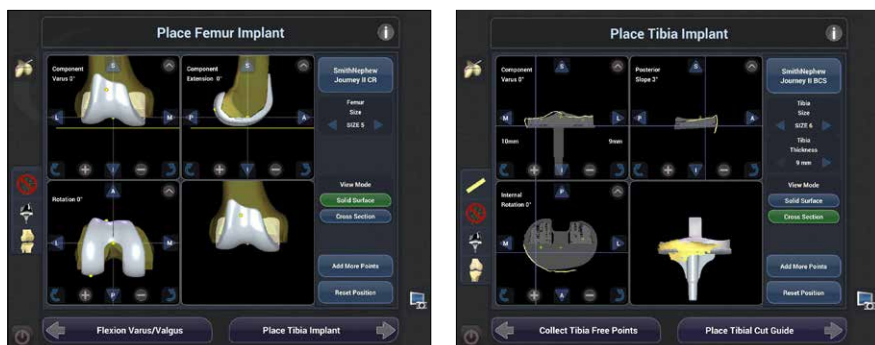 Place Femur Implant
i
Component
Varus 0°
S
L
M
I
Component
Extension 8°
S
P
A
I
SmithNephew
Journey II CR
Femur
Size
SIZE 5
Rotation 0°
A
L
M
P
View Mode
Solid Surface
Cross Section
Add More Points
Reset Position
Flexion Varus/Valgus
Place Tibia Implant
Place Tibia Implant
i
Component
Varus 0°
S
M
L
10mm
9mm
I
Posterior
Slope 3°
S
P
A
I
SmithNephew
Journey II BCS
Tibia
Size
SIZE 6
Tibia
Thickness
9 mm
Internal
Rotation 0°
P
M
L
A
View Mode
Solid Surface
Cross Section
Add More Points
Reset Position
Collect Tibia Free Points
Place Tibial Cut Guide